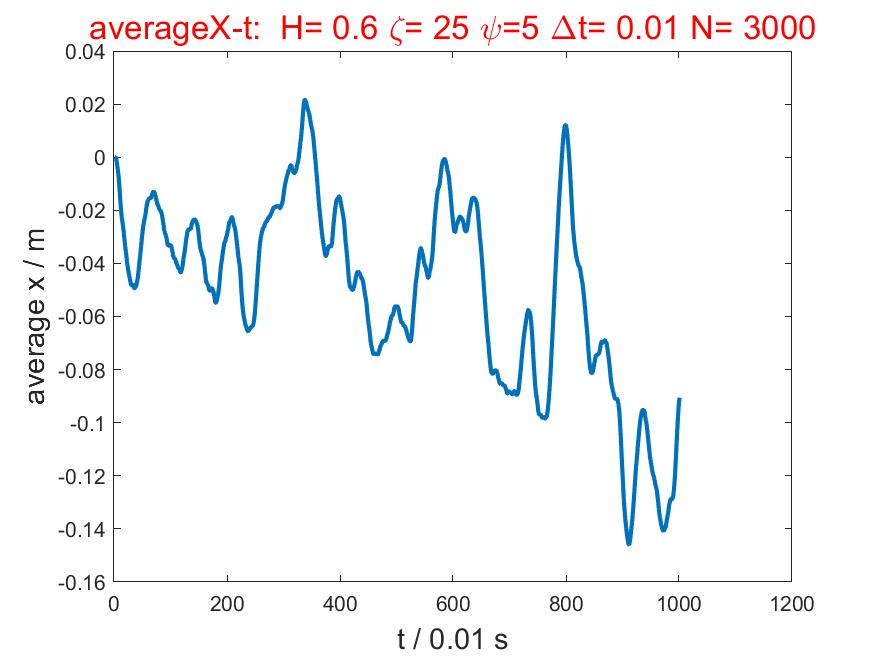 averageX-t: H= 0.6 ζ= 25 ψ=5 Δt= 0.01 N= 3000
0.04
0.02
0
-0.02
-0.04
-0.06
-0.08
-0.1
-0.12
-0.14
-0.16
average x / m
0 200 400 600 800 1000 1200
t / 0.01 s